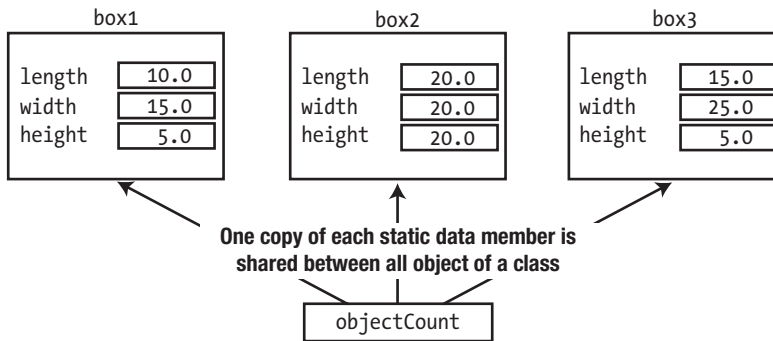 box1
box2
box3
length 10.0
width 15.0
height 5.0
length 20.0
width 20.0
height 20.0
length 15.0
width 25.0
height 5.0
One copy of each static data member is
shared between all object of a class
objectCount